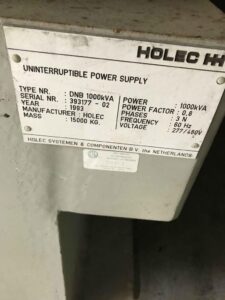 HOLEC HH
UNINTERRUPTIBLE POWER SUPPLY
TYPE NR. : DNB 1000kVA
SERIAL NR. : 393177 - 02
YEAR : 1993
MANUFACTURER : HOLEC
MASS : 15000 KG.
POWER : 1000kVA
POWER FACTOR : 0,8
PHASES : 3 N
FREQUENCY : 60 Hz
VOLTAGE : 277/480V
HOLEC SYSTEMEN & COMPONENTEN B.V. the NETHERLANDS